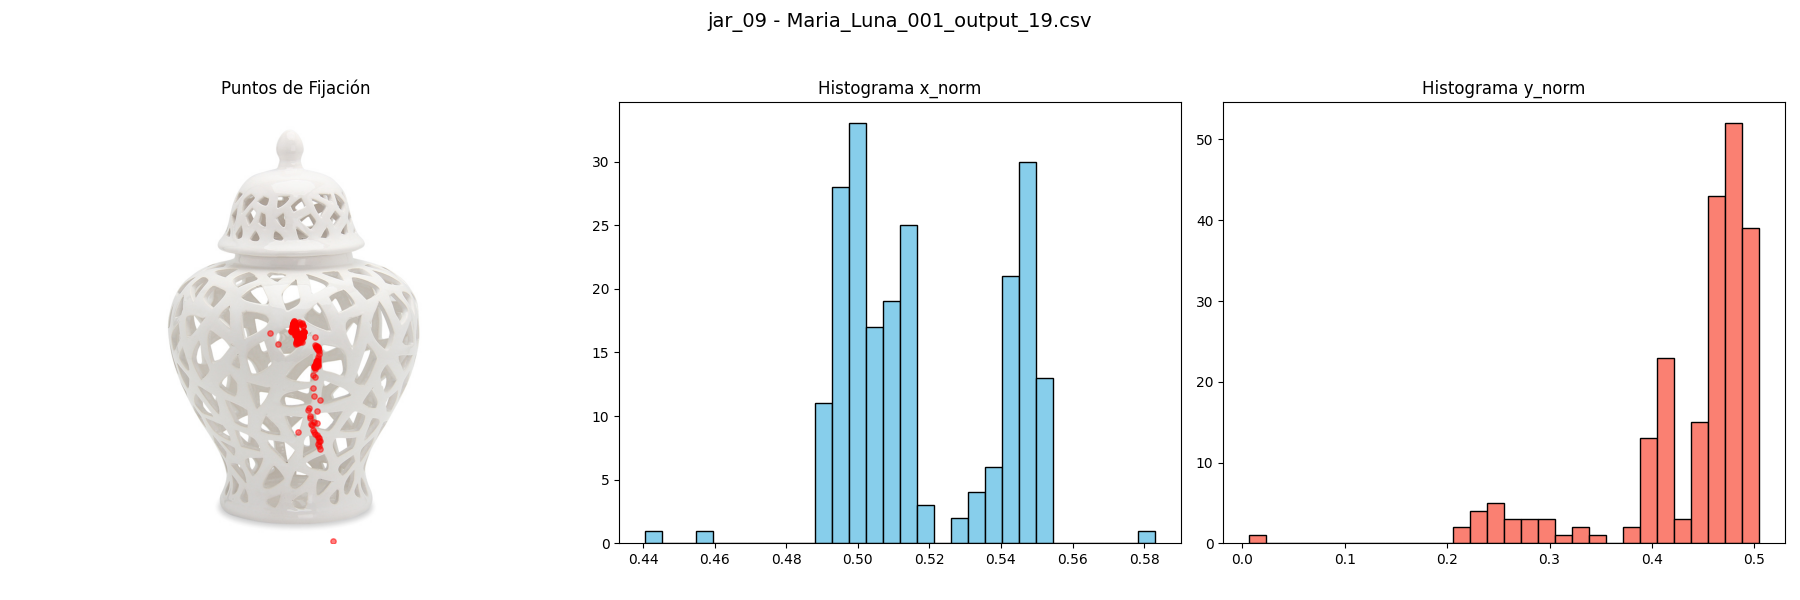 jar_09 - Maria_Luna_001_output_19.csv
Puntos de Fijación
Histograma x_norm
30
25
20
15
10
5
0
0.44 0.46 0.48 0.50 0.52 0.54 0.56 0.58
Histograma y_norm
50
40
30
20
10
0
0.0 0.1 0.2 0.3 0.4 0.5